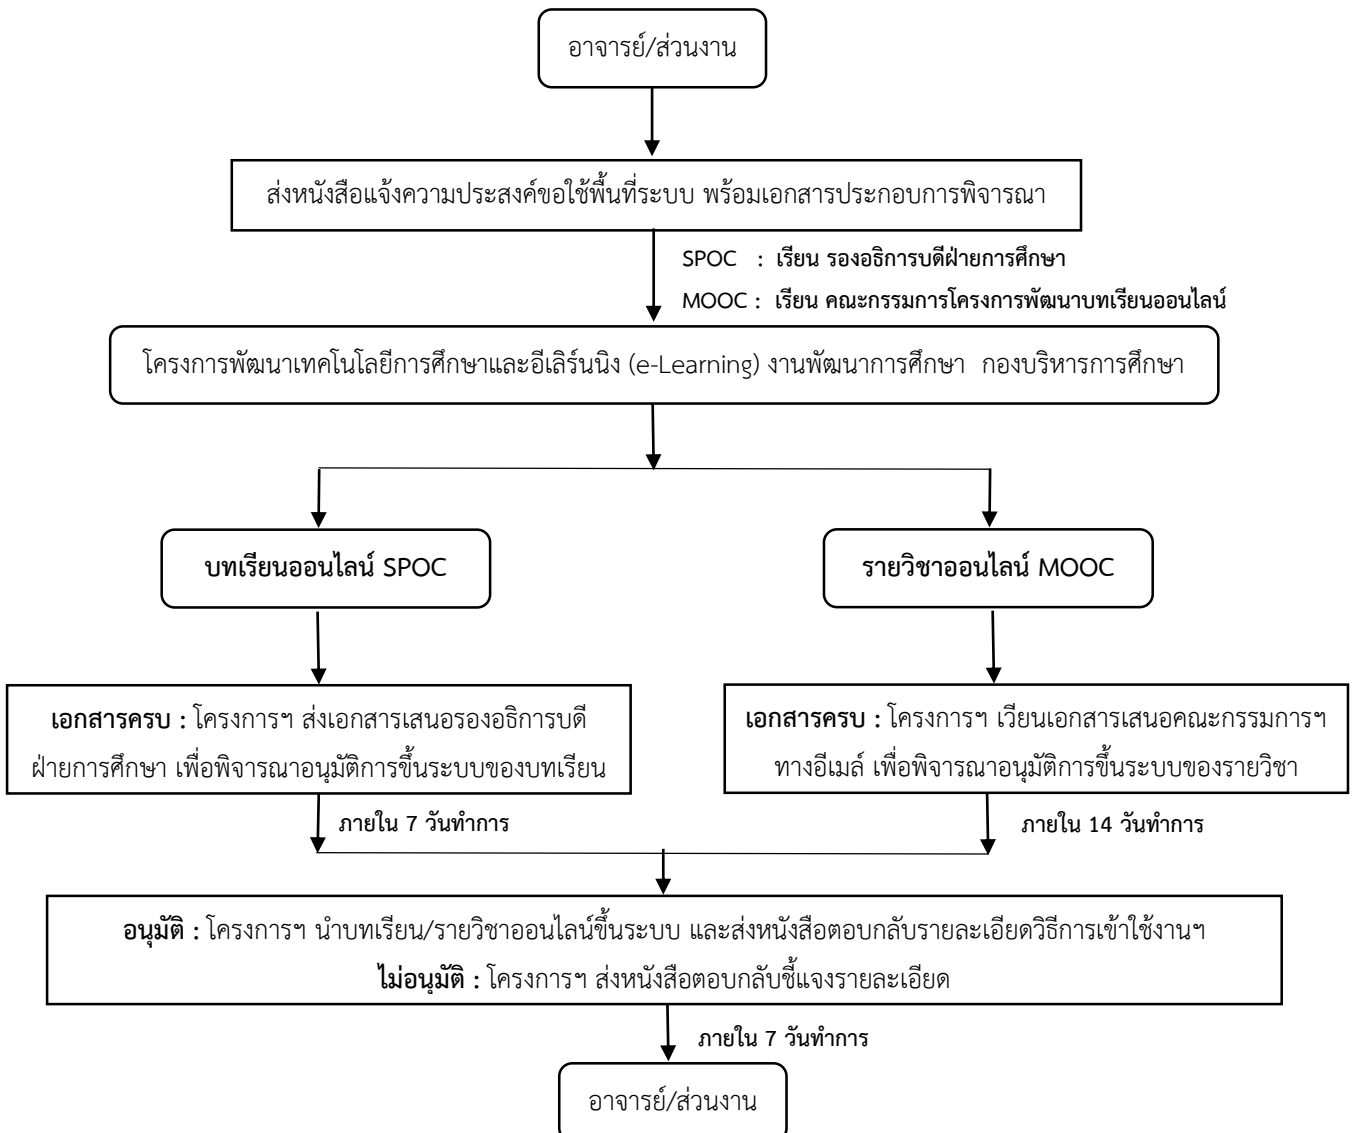 อาจารย์/ส่วนงาน
ส่งหนังสือแจ้งความประสงค์ขอใช้พื้นที่ระบบ พร้อมเอกสารประกอบการพิจารณา
SPOC : เรียน รองอธิการบดีฝ่ายการศึกษา
MOOC : เรียน คณะกรรมการโครงการพัฒนาบทเรียนออนไลน์
โครงการพัฒนาเทคโนโลยีการศึกษาและอีเลิร์นนิง (e-Learning) งานพัฒนาการศึกษา กองบริหารการศึกษา
บทเรียนออนไลน์ SPOC
รายวิชาออนไลน์ MOOC
เอกสารครบ : โครงการฯ ส่งเอกสารเสนอรองอธิการบดี
ฝ่ายการศึกษา เพื่อพิจารณาอนุมัติการขึ้นระบบของบทเรียน
เอกสารครบ : โครงการฯ เวียนเอกสารเสนอคณะกรรมการฯ
ทางอีเมล์ เพื่อพิจารณาอนุมัติการขึ้นระบบของรายวิชา
ภายใน 7 วันทำการ
ภายใน 14 วันทำการ
อนุมัติ : โครงการฯ นำบทเรียน/รายวิชาออนไลน์ขึ้นระบบ และส่งหนังสือตอบกลับรายละเอียดวิธีการเข้าใช้งานฯ
ไม่อนุมัติ : โครงการฯ ส่งหนังสือตอบกลับชี้แจงรายละเอียด
ภายใน 7 วันทำการ
อาจารย์/ส่วนงาน